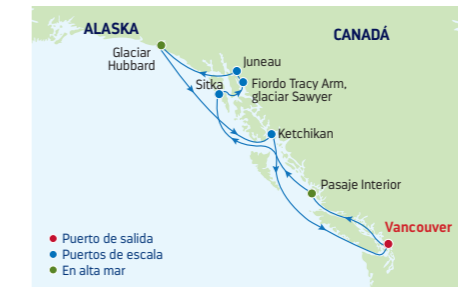 ALASKA
CANADÁ
Glaciar
Hubbard
Juneau
Sitka
Fiordo Tracy Arm,
glaciar Sawyer
Ketchikan
Pasaje Interior
Vancouver
Puerto de salida
Puertos de escala
En alta mar